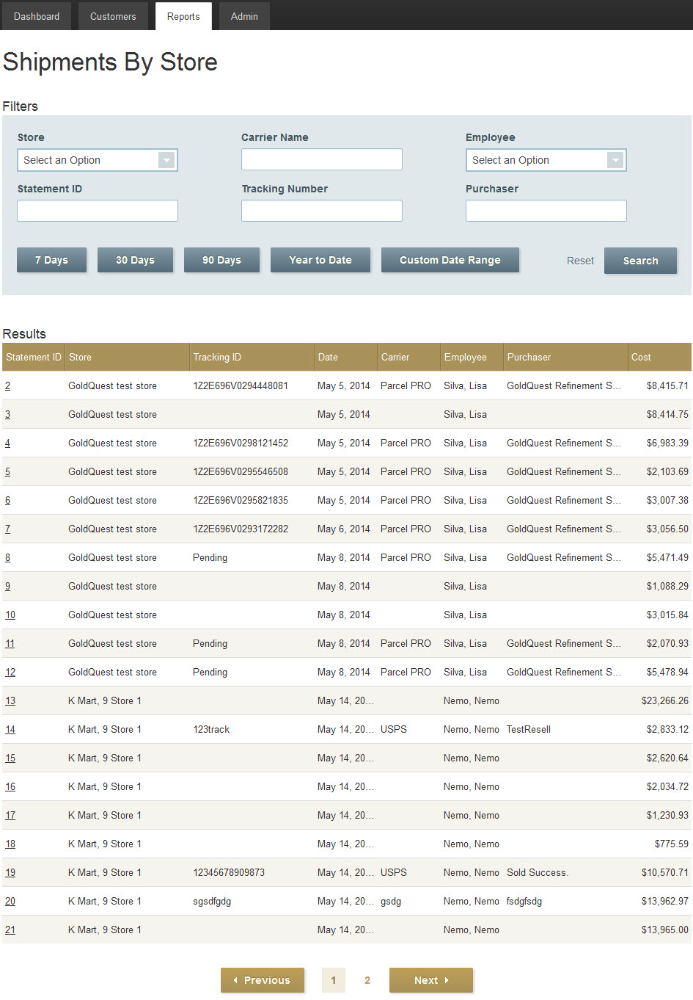 Dashboard Customers Reports Admin
Shipments By Store
Filters
Store Carrier Name Employee
Select an Option Select an Option
Statement ID Tracking Number Purchaser
7 Days 30 Days 90 Days Year to Date Custom Date Range Reset Search
Results
Statement ID Store Tracking ID Date Carrier Employee Purchaser Cost
2 GoldQuest test store 1Z2E696V0294448081 May 5, 2014 Parcel PRO Silva, Lisa GoldQuest Refinement S... $8,415.71
3 GoldQuest test store May 5, 2014 Silva, Lisa $8,414.75
4 GoldQuest test store 1Z2E696V0298121452 May 5, 2014 Parcel PRO Silva, Lisa GoldQuest Refinement S... $6,983.39
5 GoldQuest test store 1Z2E696V0295546508 May 5, 2014 Parcel PRO Silva, Lisa GoldQuest Refinement S... $2,103.69
6 GoldQuest test store 1Z2E696V0295821835 May 5, 2014 Parcel PRO Silva, Lisa GoldQuest Refinement S... $3,007.38
7 GoldQuest test store 1Z2E696V0293172282 May 6, 2014 Parcel PRO Silva, Lisa GoldQuest Refinement S... $3,056.50
8 GoldQuest test store Pending May 8, 2014 Parcel PRO Silva, Lisa GoldQuest Refinement S... $5,471.49
9 GoldQuest test store May 8, 2014 Silva, Lisa $1,088.29
10 GoldQuest test store May 8, 2014 Silva, Lisa $3,015.84
11 GoldQuest test store Pending May 8, 2014 Parcel PRO Silva, Lisa GoldQuest Refinement S... $2,070.93
12 GoldQuest test store Pending May 8, 2014 Parcel PRO Silva, Lisa GoldQuest Refinement S... $5,478.94
13 K Mart, 9 Store 1 May 14, 20... Nemo, Nemo $23,266.26
14 K Mart, 9 Store 1 123track May 14, 20... USPS Nemo, Nemo TestResell $2,833.12
15 K Mart, 9 Store 1 May 14, 20... Nemo, Nemo $2,620.64
16 K Mart, 9 Store 1 May 14, 20... Nemo, Nemo $2,034.72
17 K Mart, 9 Store 1 May 14, 20... Nemo, Nemo $1,230.93
18 K Mart, 9 Store 1 May 14, 20... Nemo, Nemo $775.59
19 K Mart, 9 Store 1 12345678909873 May 14, 20... USPS Nemo, Nemo Sold Success. $10,570.71
20 K Mart, 9 Store 1 sgsdfgdg May 14, 20... gsdg Nemo, Nemo fsdgfsdg $13,962.97
21 K Mart, 9 Store 1 May 14, 20... Nemo, Nemo $13,965.00
Previous 1 2 Next